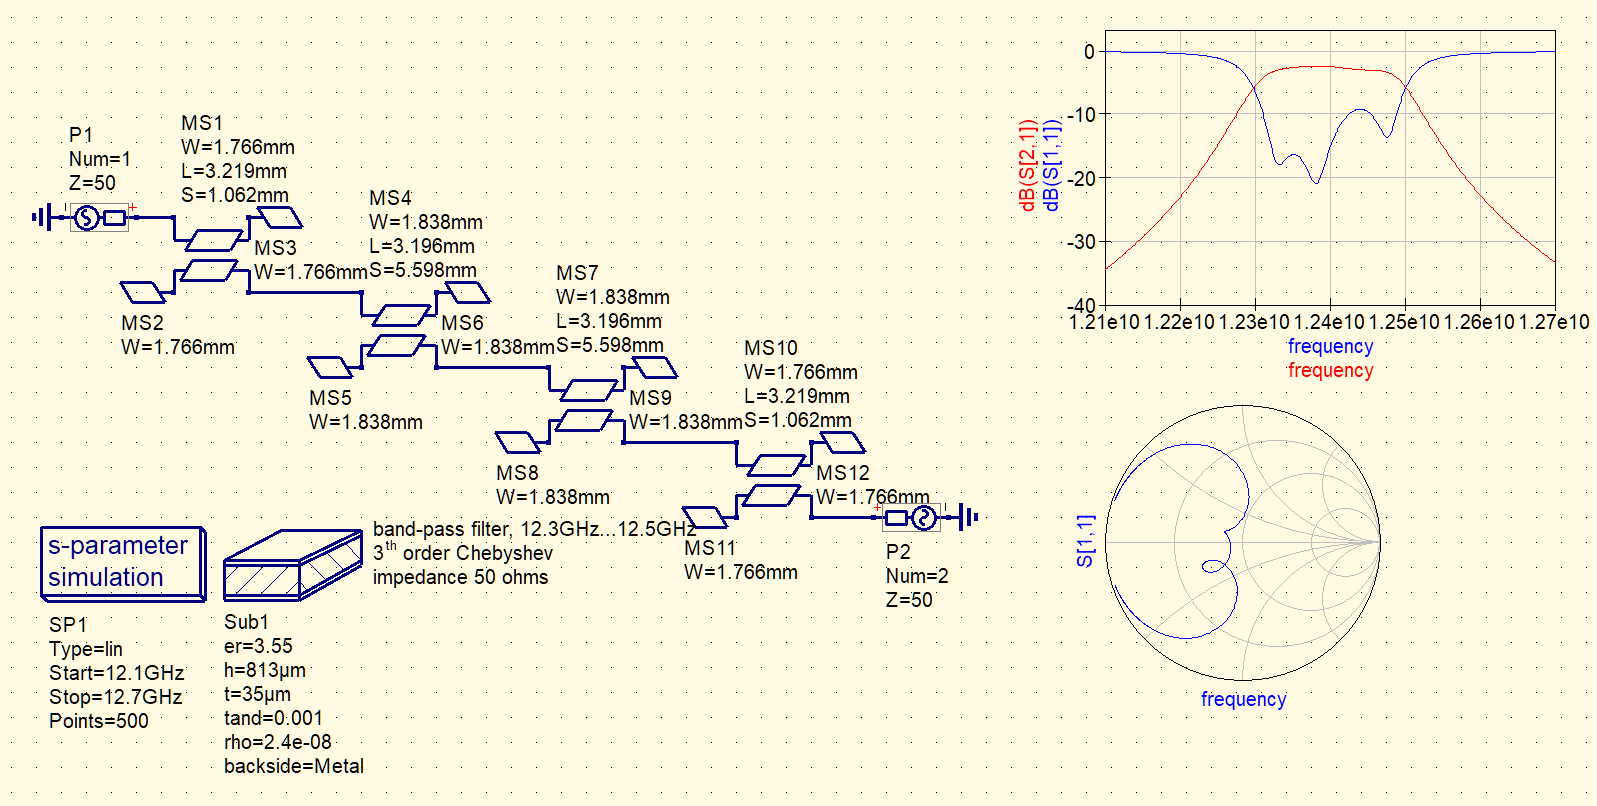 P1
Num=1
Z=50
MS1
W=1.766mm
L=3.219mm
S=1.062mm
MS3
W=1.766mm
MS2
W=1.766mm
MS4
W=1.838mm
L=3.196mm
S=5.598mm
MS6
W=1.838mm
MS5
W=1.838mm
MS7
W=1.838mm
L=3.196mm
S=5.598mm
MS9
W=1.838mm
MS8
W=1.838mm
MS10
W=1.766mm
L=3.219mm
S=1.062mm
MS12
W=1.766mm
MS11
W=1.766mm
P2
Num=2
Z=50
s-parameter
simulation
SP1
Type=lin
Start=12.1GHz
Stop=12.7GHz
Points=500
Sub1
er=3.55
h=813µm
t=35µm
tand=0.001
rho=2.4e-08
backside=Metal
band-pass filter, 12.3GHz...12.5GHz
3th order Chebyshev
impedance 50 ohms
dB(S[2,1])
dB(S[1,1])
0
-10
-20
-30
-40
1.21e10 1.22e10 1.23e10 1.24e10 1.25e10 1.26e10 1.27e10
frequency
frequency
S[1,1]
frequency